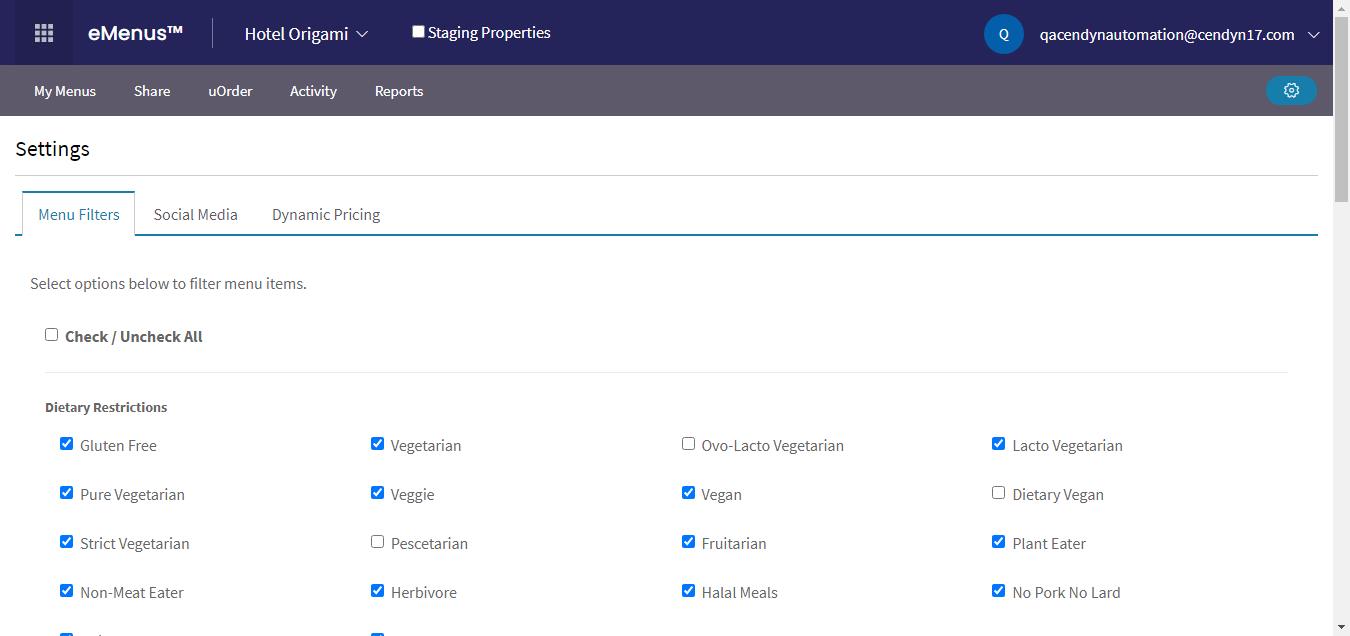 eMenus™ Hotel Origami Staging Properties Q qacendynautomation@cendyn17.com
My Menus Share uOrder Activity Reports
Settings
Menu Filters Social Media Dynamic Pricing
Select options below to filter menu items.
Check / Uncheck All
Dietary Restrictions
Gluten Free Vegetarian Ovo-Lacto Vegetarian Lacto Vegetarian
Pure Vegetarian Veggie Vegan Dietary Vegan
Strict Vegetarian Pescetarian Fruitarian Plant Eater
Non-Meat Eater Herbivore Halal Meals No Pork No Lard